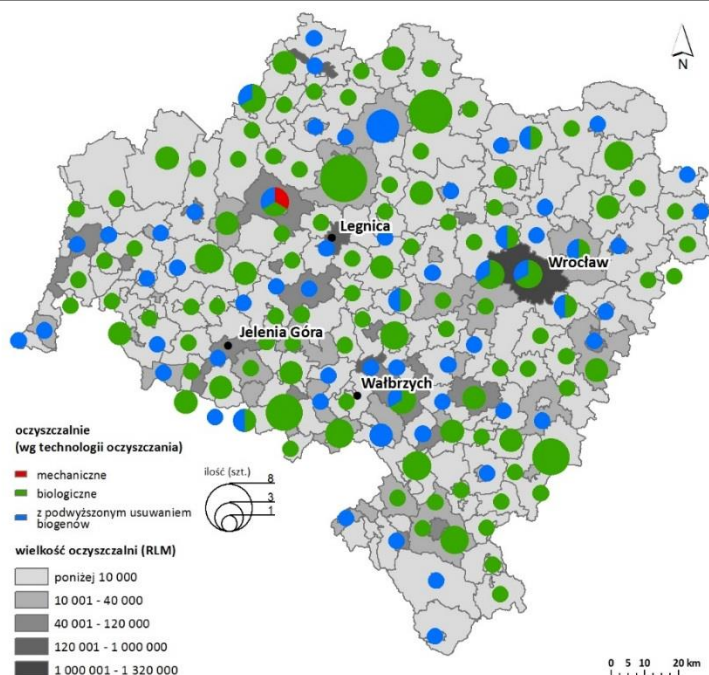 N
Legnica
Wrocław
Jelenia Góra
Wałbrzych
oczyszczalnie
(wg technologii oczyszczania)
mechaniczne
biologiczne
z podwyższonym usuwaniem
biogenów
ilość (szt.)
8
3
1
wielkość oczyszczalni (RLM)
poniżej 10 000
10 001 - 40 000
40 001 - 120 000
120 001 - 1 000 000
1 000 001 - 1 320 000
0 5 10 20 km